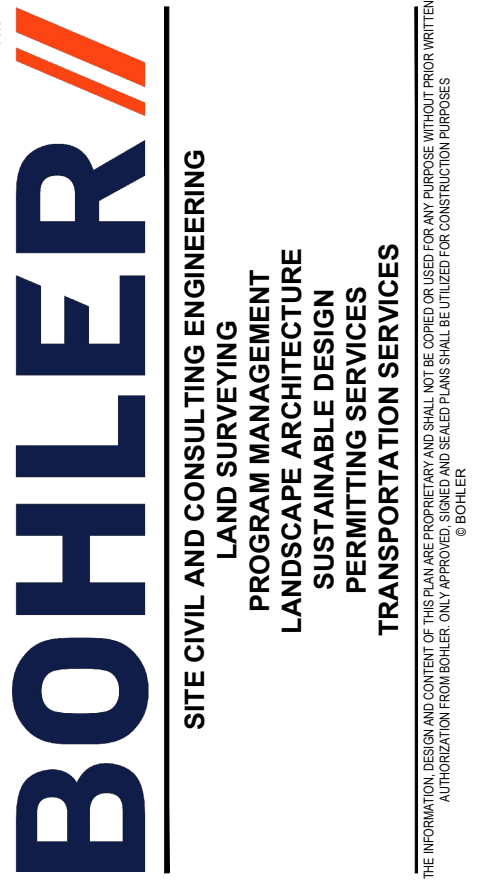 BOHLER//
SITE CIVIL AND CONSULTING ENGINEERING
LAND SURVEYING
PROGRAM MANAGEMENT
LANDSCAPE ARCHITECTURE
SUSTAINABLE DESIGN
PERMITTING SERVICES
TRANSPORTATION SERVICES
THE INFORMATION, DESIGN AND CONTENT OF THIS PLAN ARE PROPRIETARY AND SHALL NOT BE COPIED OR USED FOR ANY PURPOSE WITHOUT PRIOR WRITTEN
AUTHORIZATION FROM BOHLER. ONLY APPROVED, SIGNED AND SEALED PLANS SHALL BE UTILIZED FOR CONSTRUCTION PURPOSES
© BOHLER